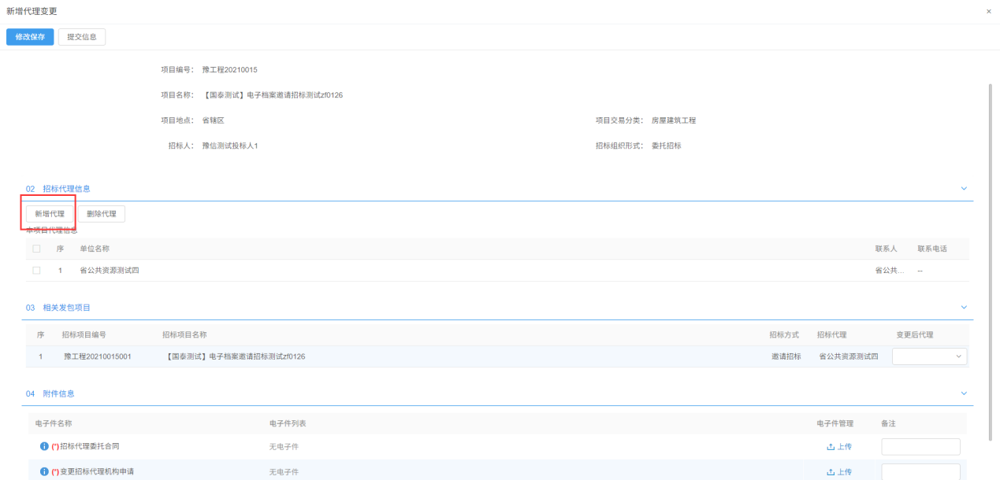 新增代理变更 ×
修改保存 提交信息
项目编号: 豫工程20210015
项目名称: 【国泰测试】电子档案邀请招标测试zf0126
项目地点: 省辖区 项目交易分类: 房屋建筑工程
招标人: 豫信测试投标人1 招标组织形式: 委托招标
02 招标代理信息
新增代理 删除代理
本项目代理信息
序 单位名称 联系人 联系电话
1 省公共资源测试四 省公共... --
03 相关发包项目
序 招标项目编号 招标项目名称 招标方式 招标代理 变更后代理
1 豫工程20210015001 【国泰测试】电子档案邀请招标测试zf0126 邀请招标 省公共资源测试四
04 附件信息
电子件名称 电子件列表 电子件管理 备注
(*)招标代理委托合同 无电子件 上传
(*)变更招标代理机构申请 无电子件 上传